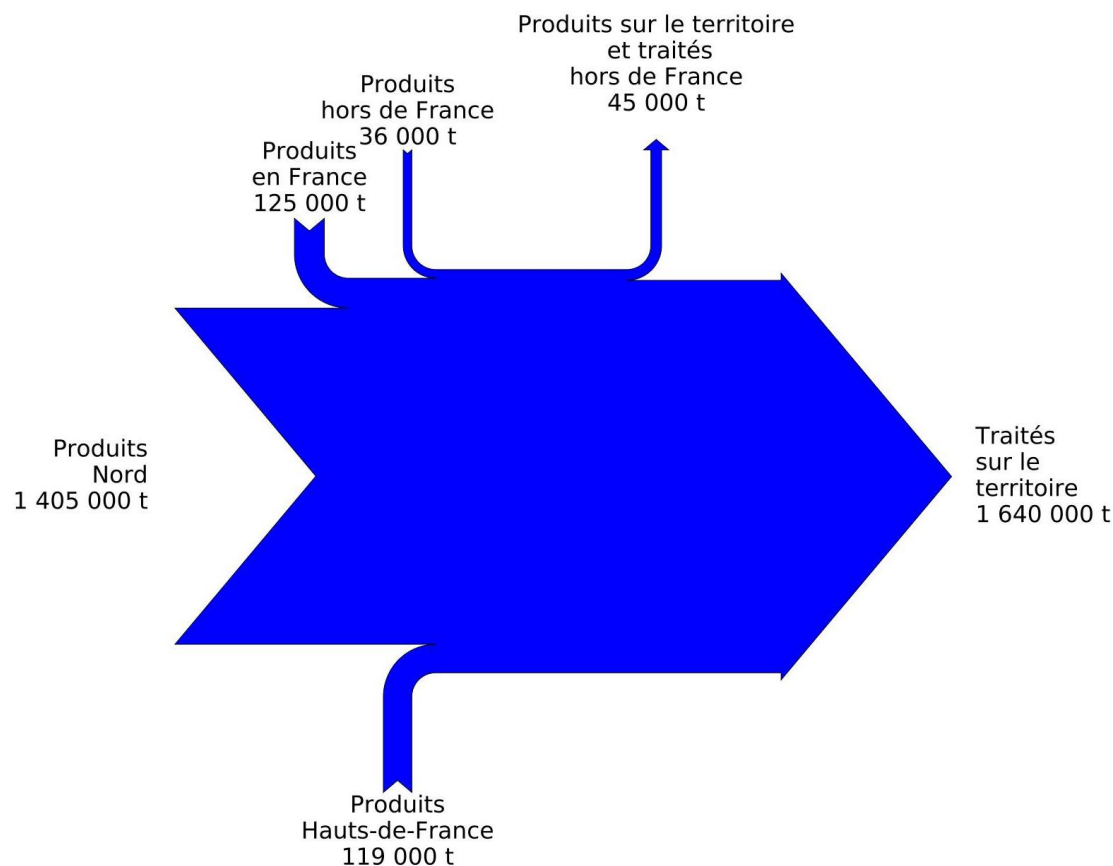 Produits sur le territoire
et traités
hors de France
45 000 t
Produits
hors de France
36 000 t
Produits
en France
125 000 t
Produits
Nord
1 405 000 t
Traités
sur le
territoire
1 640 000 t
Produits
Hauts-de-France
119 000 t